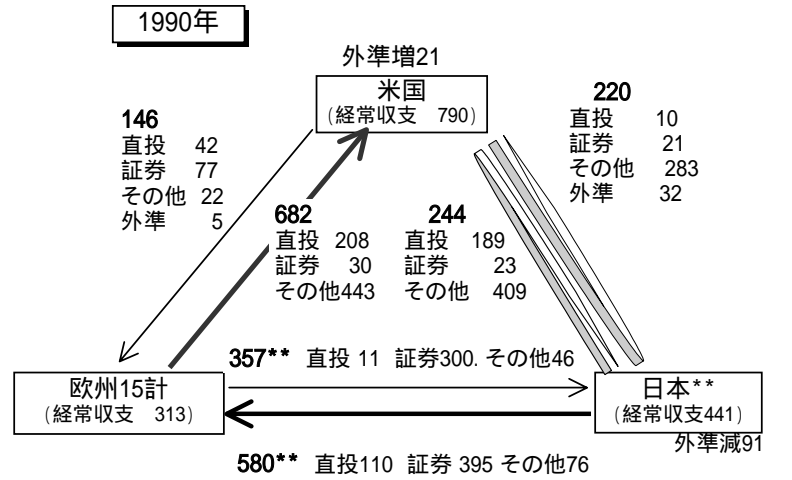 1990年
外準増21
米国
(経常収支 790)
146
直投 42
証券 77
その他 22
外準 5
220
直投 10
証券 21
その他 283
外準 32
682
直投 208
証券 30
その他443
244
直投 189
証券 23
その他 409
357** 直投 11 証券300. その他46
欧州15計
(経常収支 313)
日本**
(経常収支441)
外準減91
580** 直投110 証券 395 その他76